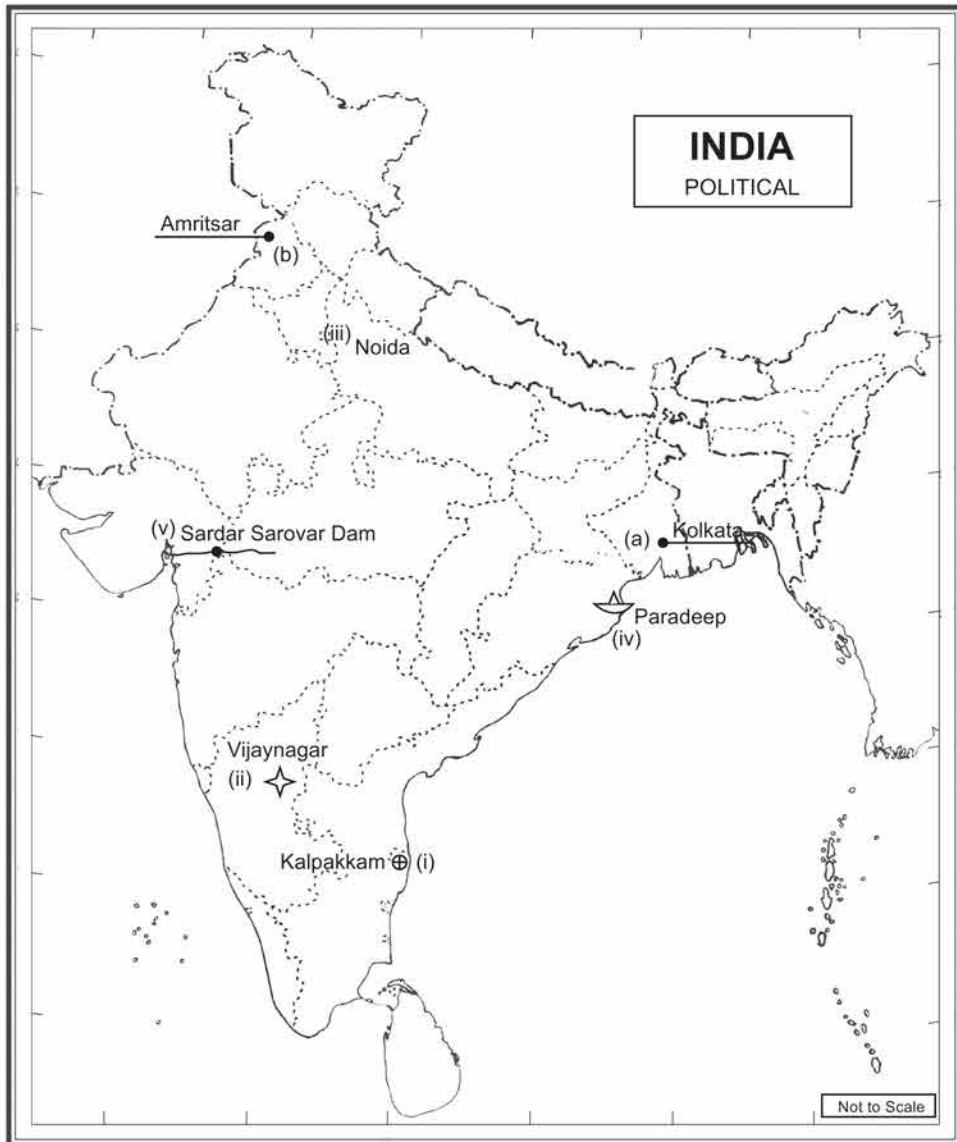 INDIA
POLITICAL
Amritsar
(b)
(iii)
Noida
(v)
Sardar Sarovar Dam
(a)
Kolkata
Paradeep
(iv)
Vijaynagar
(ii)
Kalpakkam
(i)
Not to Scale